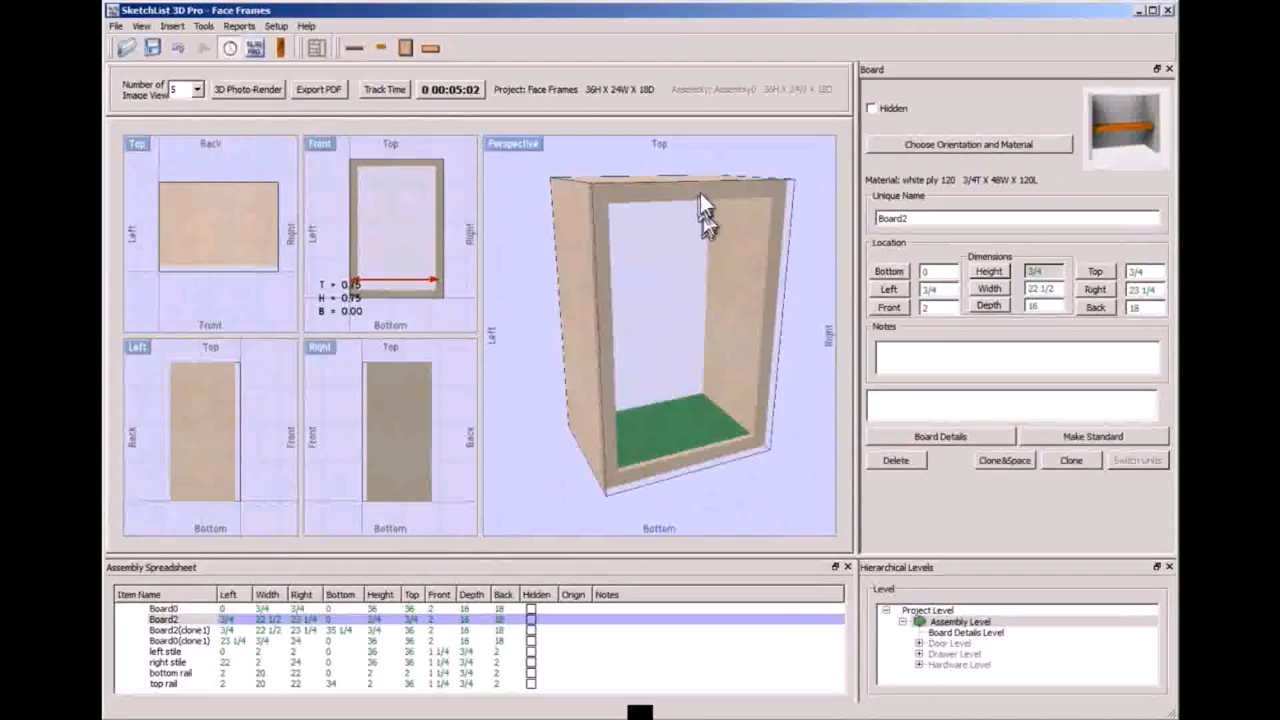 SketchList 3D Pro - Face Frames
File View Insert Tools Reports Setup Help
Number of Image View 5 3D Photo-Render Export PDF Track Time 0 00:05:02 Project: Face Frames 36H X 24W X 18D Assembly: Assembly0 36H X 24W X 18D
Top Back Left Right Front
Front Top Left Right Bottom
T = 0.75
H = 0.75
B = 0.00
Perspective Top Left Right Bottom
Left Top Back Front Bottom
Right Top Front Back Bottom
Board
Hidden
Choose Orientation and Material
Material: white ply 120 3/4T X 48W X 120L
Unique Name
Board2
Location
Dimensions
Bottom 0 Height 3/4 Top 3/4
Left 3/4 Width 22 1/2 Right 23 1/4
Front 2 Depth 16 Back 18
Notes
Board Details Make Standard
Delete Clone&Space Clone Switch units
Assembly Spreadsheet
Item Name Left Width Right Bottom Height Top Front Depth Back Hidden Origin Notes
Board0 0 3/4 3/4 0 36 36 2 16 18
Board2 3/4 22 1/2 23 1/4 0 3/4 3/4 2 16 18
Board2(clone1) 3/4 22 1/2 23 1/4 35 1/4 3/4 36 2 16 18
Board0(clone1) 23 1/4 3/4 24 0 36 36 2 16 18
left stile 0 2 2 0 36 36 1 1/4 3/4 2
right stile 22 2 24 0 36 36 1 1/4 3/4 2
bottom rail 2 20 22 0 2 2 1 1/4 3/4 2
top rail 2 20 22 34 2 36 1 1/4 3/4 2
Hierarchical Levels
Level
Project Level
Assembly Level
Board Details Level
Door Level
Drawer Level
Hardware Level